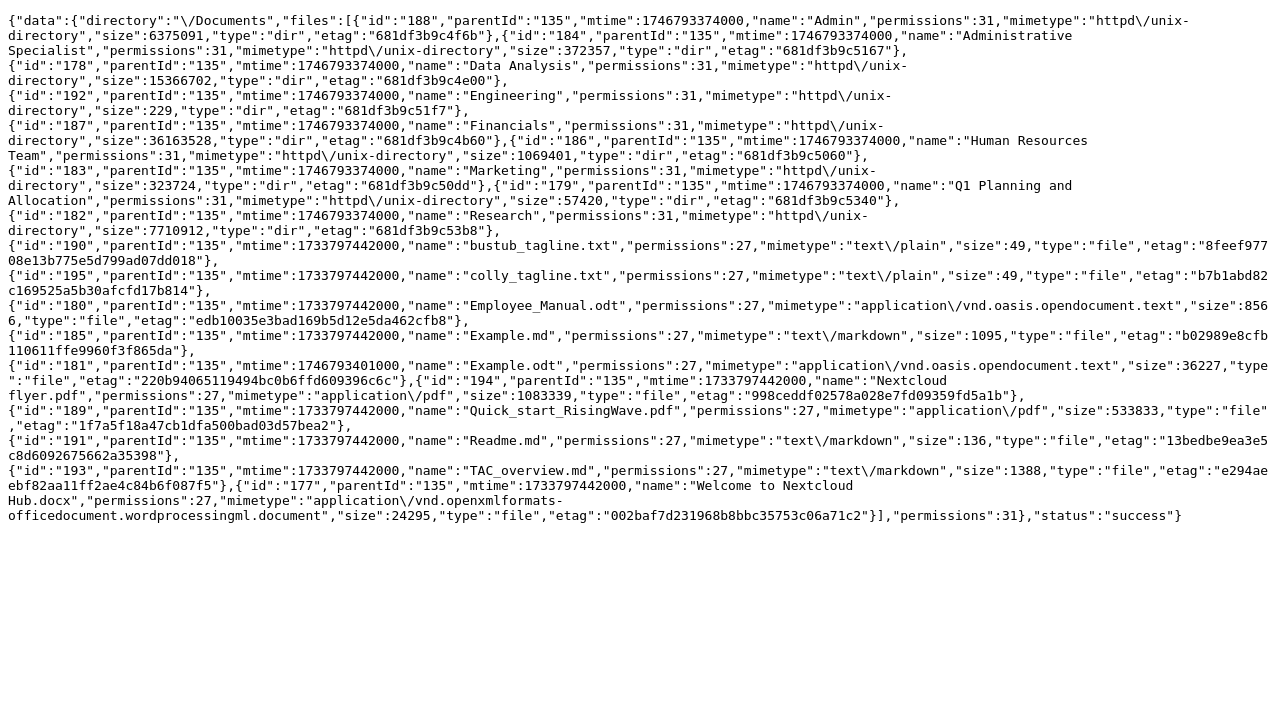 {"data":{"directory":"\/Documents","files":[{"id":"188","parentId":"135","mtime":1746793374000,"name":"Admin","permissions":31,"mimetype":"httpd\/unix-
directory","size":6375091,"type":"dir","etag":"681df3b9c4f6b"},{"id":"184","parentId":"135","mtime":1746793374000,"name":"Administrative
Specialist","permissions":31,"mimetype":"httpd\/unix-directory","size":372357,"type":"dir","etag":"681df3b9c5167"},
{"id":"178","parentId":"135","mtime":1746793374000,"name":"Data Analysis","permissions":31,"mimetype":"httpd\/unix-
directory","size":15366702,"type":"dir","etag":"681df3b9c4e00"},
{"id":"192","parentId":"135","mtime":1746793374000,"name":"Engineering","permissions":31,"mimetype":"httpd\/unix-
directory","size":229,"type":"dir","etag":"681df3b9c51f7"},
{"id":"187","parentId":"135","mtime":1746793374000,"name":"Financials","permissions":31,"mimetype":"httpd\/unix-
directory","size":36163528,"type":"dir","etag":"681df3b9c4b60"},{"id":"186","parentId":"135","mtime":1746793374000,"name":"Human Resources
Team","permissions":31,"mimetype":"httpd\/unix-directory","size":1069401,"type":"dir","etag":"681df3b9c5060"},
{"id":"183","parentId":"135","mtime":1746793374000,"name":"Marketing","permissions":31,"mimetype":"httpd\/unix-
directory","size":323724,"type":"dir","etag":"681df3b9c50dd"},{"id":"179","parentId":"135","mtime":1746793374000,"name":"Q1 Planning and
Allocation","permissions":31,"mimetype":"httpd\/unix-directory","size":57420,"type":"dir","etag":"681df3b9c5340"},
{"id":"182","parentId":"135","mtime":1746793374000,"name":"Research","permissions":31,"mimetype":"httpd\/unix-
directory","size":7710912,"type":"dir","etag":"681df3b9c53b8"},
{"id":"190","parentId":"135","mtime":1733797442000,"name":"bustub_tagline.txt","permissions":27,"mimetype":"text\/plain","size":49,"type":"file","etag":"8feef977
08e13b775e5d799ad07dd018"},
{"id":"195","parentId":"135","mtime":1733797442000,"name":"colly_tagline.txt","permissions":27,"mimetype":"text\/plain","size":49,"type":"file","etag":"b7b1abd82
c169525a5b30afcfd17b814"},
{"id":"180","parentId":"135","mtime":1733797442000,"name":"Employee_Manual.odt","permissions":27,"mimetype":"application\/vnd.oasis.opendocument.text","size":856
6,"type":"file","etag":"edb10035e3bad169b5d12e5da462cfb8"},
{"id":"185","parentId":"135","mtime":1733797442000,"name":"Example.md","permissions":27,"mimetype":"text\/markdown","size":1095,"type":"file","etag":"b02989e8cfb
110611ffe9960f3f865da"},
{"id":"181","parentId":"135","mtime":1746793401000,"name":"Example.odt","permissions":27,"mimetype":"application\/vnd.oasis.opendocument.text","size":36227,"type
":"file","etag":"220b94065119494bc0b6ffd609396c6c"},{"id":"194","parentId":"135","mtime":1733797442000,"name":"Nextcloud
flyer.pdf","permissions":27,"mimetype":"application\/pdf","size":1083339,"type":"file","etag":"998ceddf02578a028e7fd09359fd5a1b"},
{"id":"189","parentId":"135","mtime":1733797442000,"name":"Quick_start_RisingWave.pdf","permissions":27,"mimetype":"application\/pdf","size":533833,"type":"file"
,"etag":"1f7a5f18a47cb1dfa500bad03d57bea2"},
{"id":"191","parentId":"135","mtime":1733797442000,"name":"Readme.md","permissions":27,"mimetype":"text\/markdown","size":136,"type":"file","etag":"13bedbe9ea3e5
c8d6092675662a35398"},
{"id":"193","parentId":"135","mtime":1733797442000,"name":"TAC_overview.md","permissions":27,"mimetype":"text\/markdown","size":1388,"type":"file","etag":"e294ae
ebf82aa11ff2ae4c84b6f087f5"},{"id":"177","parentId":"135","mtime":1733797442000,"name":"Welcome to Nextcloud
Hub.docx","permissions":27,"mimetype":"application\/vnd.openxmlformats-
officedocument.wordprocessingml.document","size":24295,"type":"file","etag":"002baf7d231968b8bbc35753c06a71c2"}],"permissions":31},"status":"success"}